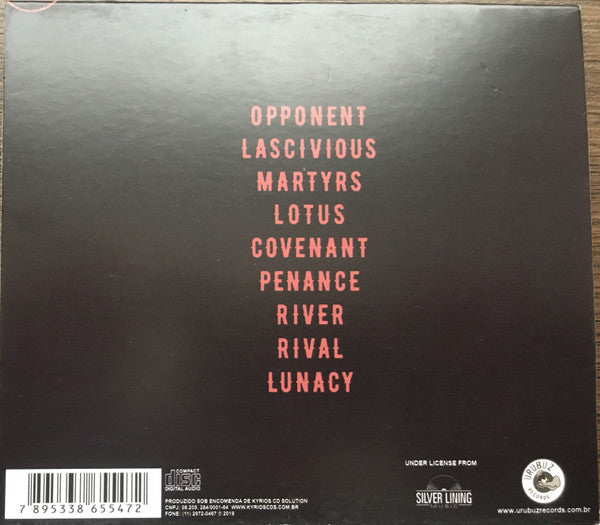 OPPONENT
LASCIVIOUS
MARTYRS
LOTUS
COVENANT
PENANCE
RIVER
RIVAL
LUNACY
UNDER LICENSE FROM
COMPACT
disc
DIGITAL AUDIO
PRODUZIDO SOB ENCOMENDA DE KYRIOS CD SOLUTION
CNPJ: 08.205. 284/0001-64 WWW.KYRIOSCDS.COM.BR
FONE: (11) 2972-0467 ℗ 2019
7 895338 655472
SILVER LINING
MUSIC
URUBUZ
RECORDS
www.urubuzrecords.com.br